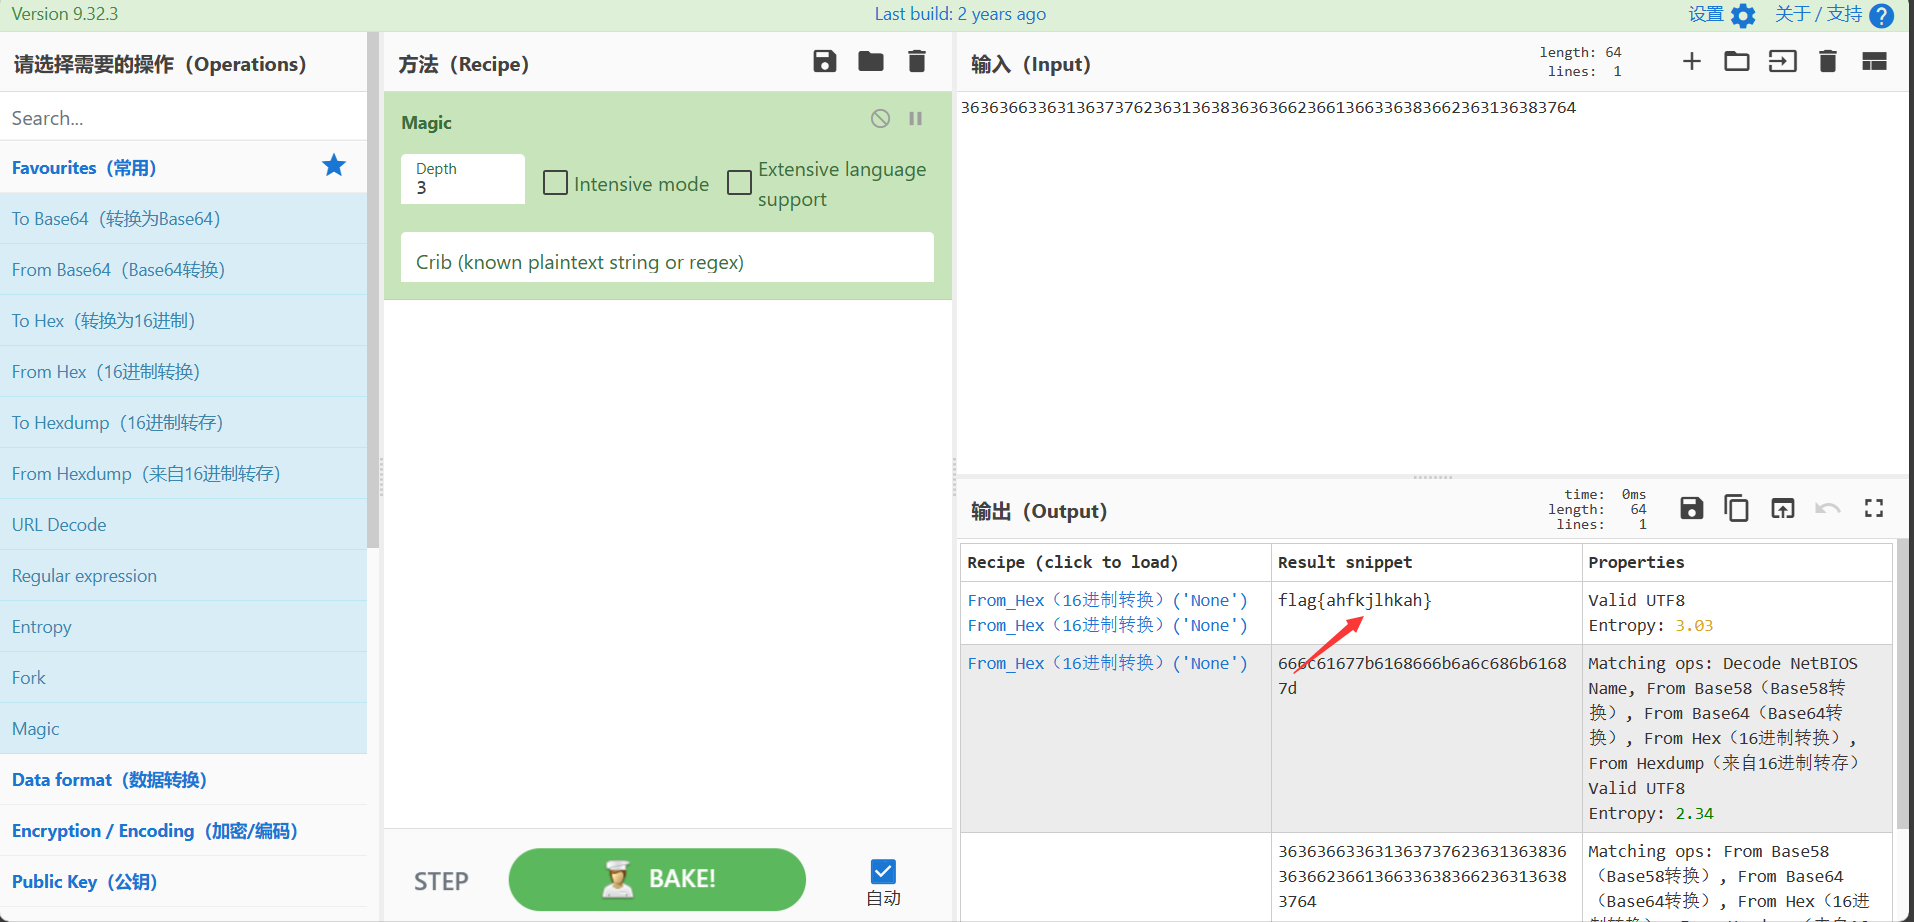 Version 9.32.3
Last build: 2 years ago
设置
关于 / 支持
请选择需要的操作（Operations）
Search...
Favourites（常用）
To Base64（转换为Base64）
From Base64（Base64转换）
To Hex（转换为16进制）
From Hex（16进制转换）
To Hexdump（16进制转存）
From Hexdump（来自16进制转存）
URL Decode
Regular expression
Entropy
Fork
Magic
Data format（数据转换）
Encryption / Encoding（加密/编码）
Public Key（公钥）
方法（Recipe）
Magic
Depth
3
Intensive mode
Extensive language
support
Crib (known plaintext string or regex)
STEP
BAKE!
自动
输入（Input）
length: 64
lines: 1
3636366336313637376236313638363636623661366336383662363136383764
输出（Output）
time: 0ms
length: 64
lines: 1
Recipe (click to load)
Result snippet
Properties
From_Hex（16进制转换）('None')
From_Hex（16进制转换）('None')
flag{ahfkjlhkah}
Valid UTF8
Entropy: 3.03
From_Hex（16进制转换）('None')
666c61677b6168666b6a6c686b6168
7d
Matching ops: Decode NetBIOS
Name, From Base58（Base58转
换）, From Base64（Base64转
换）, From Hex（16进制转换）,
From Hexdump（来自16进制转存）
Valid UTF8
Entropy: 2.34
363636633631363737623631363836
363662366136633638366236313638
3764
Matching ops: From Base58
（Base58转换）, From Base64
（Base64转换）, From Hex（16进